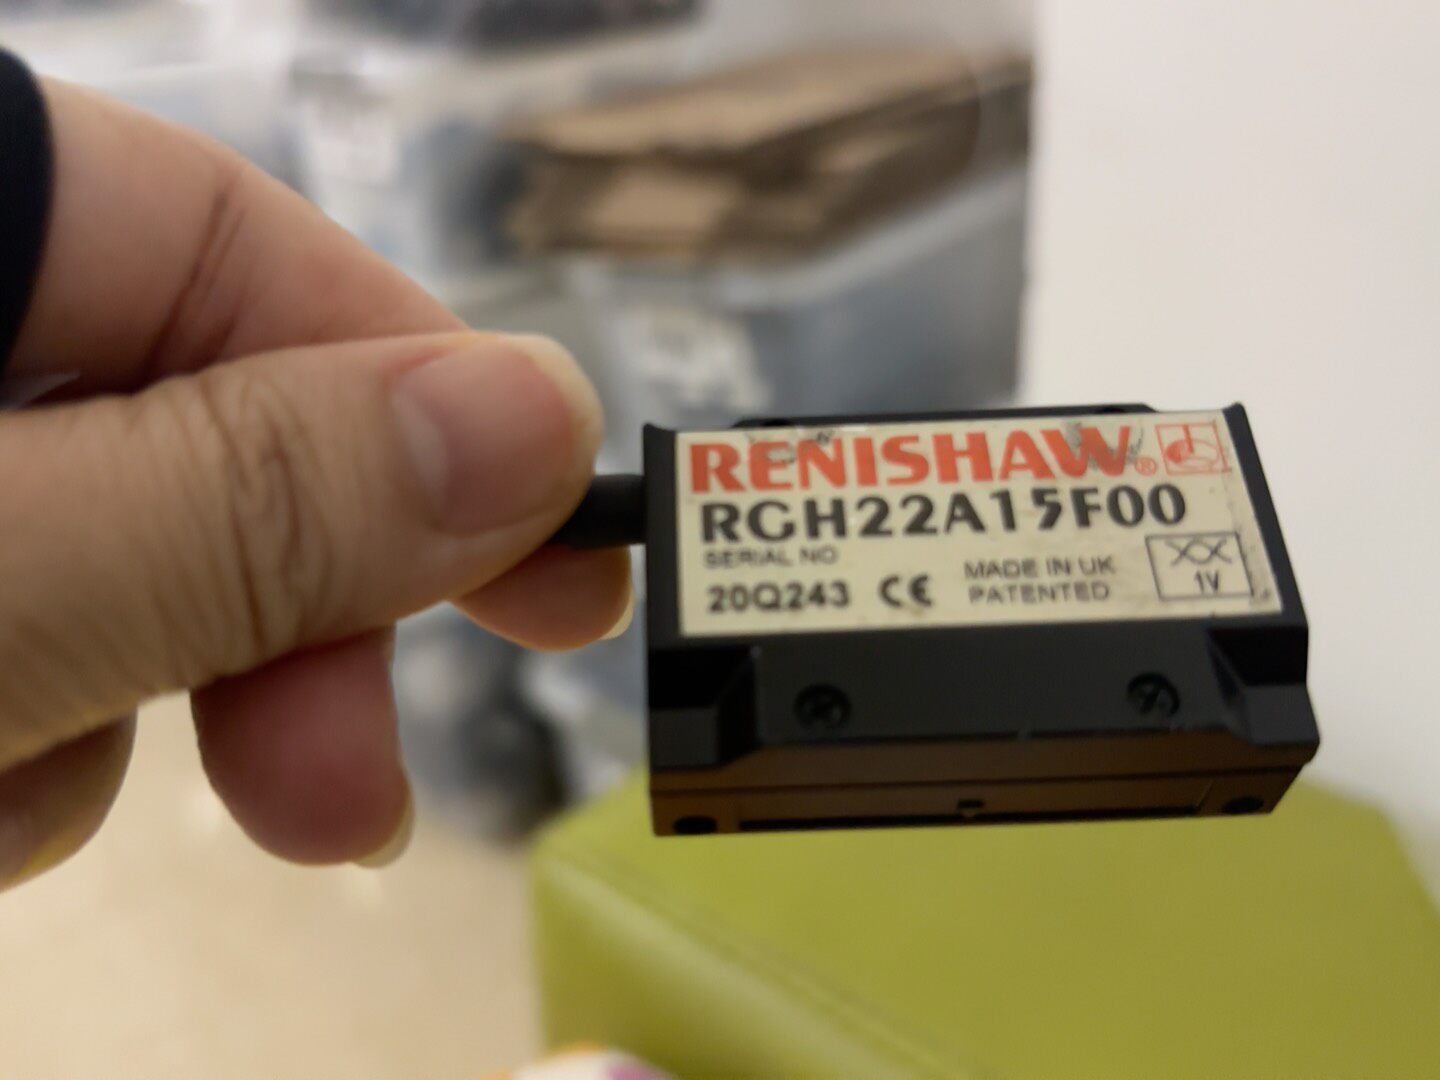 RENISHAW®
RGH22A15F00
SERIAL NO
20Q243 CE MADE IN UK
PATENTED
1V